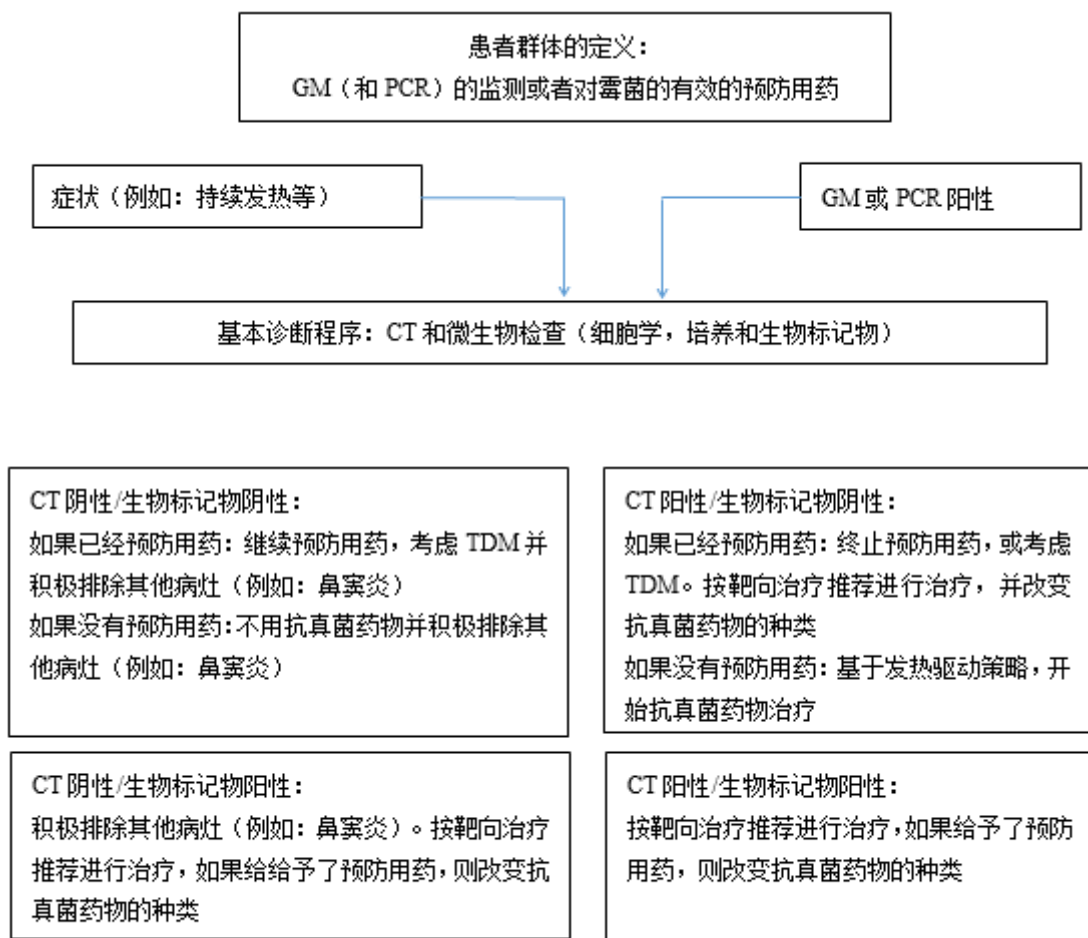 患者群体的定义：
GM（和 PCR）的监测或者对霉菌的有效的预防用药
症状（例如：持续发热等）
GM 或 PCR 阳性
基本诊断程序：CT 和微生物检查（细胞学，培养和生物标记物）
CT 阴性/生物标记物阴性：
如果已经预防用药：继续预防用药，考虑 TDM 并
积极排除其他病灶（例如：鼻窦炎）
如果没有预防用药：不用抗真菌药物并积极排除其
他病灶（例如：鼻窦炎）
CT 阳性/生物标记物阴性：
如果已经预防用药：终止预防用药，或考虑
TDM。按靶向治疗推荐进行治疗，并改变
抗真菌药物的种类
如果没有预防用药：基于发热驱动策略，开
始抗真菌药物治疗
CT 阴性/生物标记物阳性：
积极排除其他病灶（例如：鼻窦炎）。按靶向治疗
推荐进行治疗，如果给给予了预防用药，则改变抗
真菌药物的种类
CT 阳性/生物标记物阳性：
按靶向治疗推荐进行治疗，如果给予了预防
用药，则改变抗真菌药物的种类